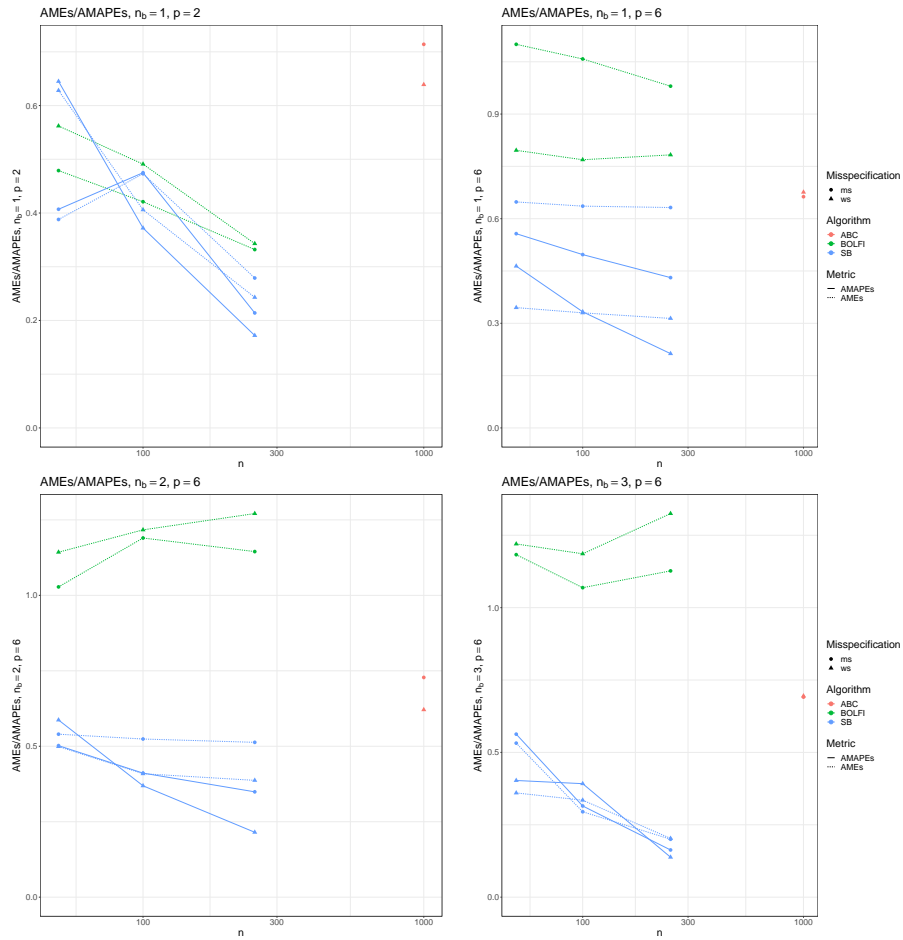 AMEs/AMAPEs, n_b = 1, p = 2
AMEs/AMAPEs, n_b = 1, p = 2
0.6
0.4
0.2
0.0
100
300
1000
n
AMEs/AMAPEs, n_b = 1, p = 6
AMEs/AMAPEs, n_b = 1, p = 6
0.9
0.6
0.3
0.0
100
300
1000
n
Misspecification
ms
ws
Algorithm
ABC
BOLFI
SB
Metric
AMAPEs
AMEs
AMEs/AMAPEs, n_b = 2, p = 6
AMEs/AMAPEs, n_b = 2, p = 6
1.0
0.5
0.0
100
300
1000
n
AMEs/AMAPEs, n_b = 3, p = 6
AMEs/AMAPEs, n_b = 3, p = 6
1.0
0.5
0.0
100
300
1000
n
Misspecification
ms
ws
Algorithm
ABC
BOLFI
SB
Metric
AMAPEs
AMEs